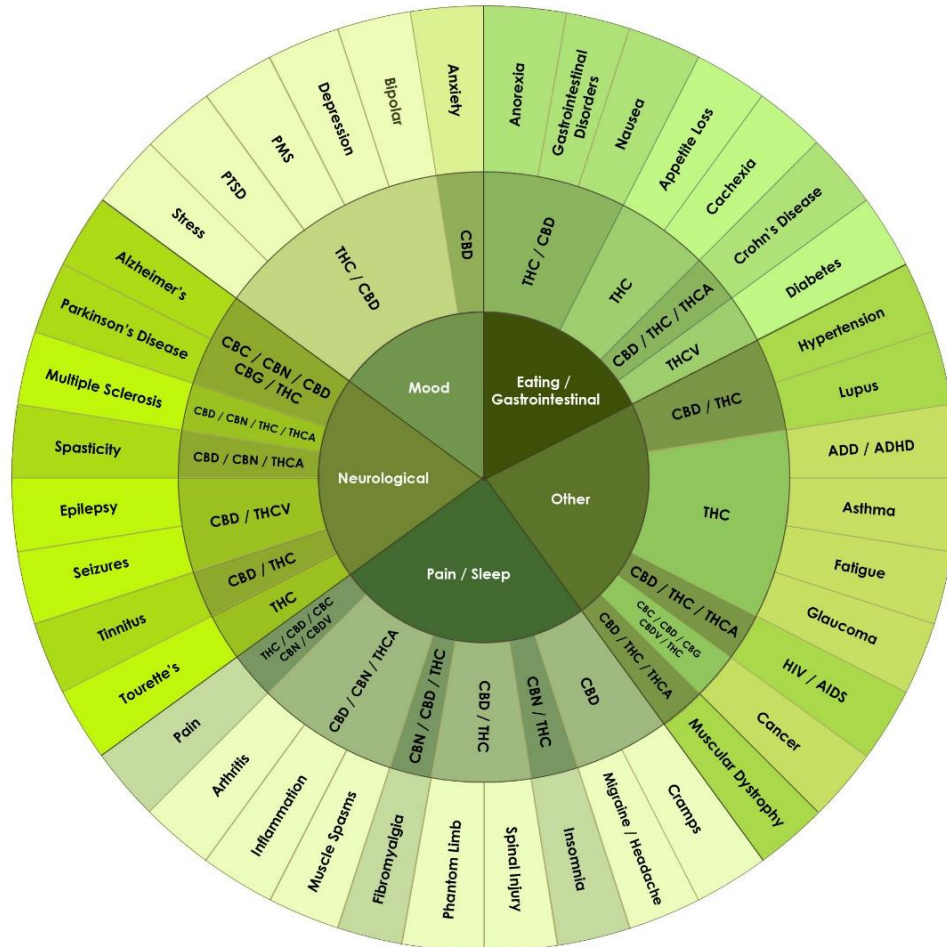 Anxiety
Bipolar
Depression
PMS
PTSD
Stress
Anorexia
Gastrointestinal
Disorders
Nausea
Appetite Loss
Cachexia
Crohn's Disease
Diabetes
Hypertension
Lupus
ADD / ADHD
Asthma
Fatigue
Glaucoma
HIV / AIDS
Cancer
Muscular Dystrophy
Cramps
Migraine / Headache
Insomnia
Spinal Injury
Phantom Limb
Fibromyalgia
Muscle Spasms
Inflammation
Arthritis
Pain
Tourette's
Tinnitus
Seizures
Epilepsy
Spasticity
Multiple Sclerosis
Parkinson's Disease
Alzheimer's
THC / CBD
CBD
THC / CBD
THC
CBD / THC / THCA
THCV
CBD / THC
THC
CBD / THC / THCA
CBC / CBD / CBG
CBDV / THC
CBD / THC / THCA
CBD
CBN / THC
CBD
/ THC
CBN / CBD / THC
CBD / CBN / THCA
THC / CBD / CBC
CBN / CBDV
THC
CBD / THC
CBD / THCV
CBD / CBN / THCA
CBD / CBN / THC / THCA
CBC / CBN / CBD
CBG / THC
Mood
Eating /
Gastrointestinal
Other
Pain / Sleep
Neurological